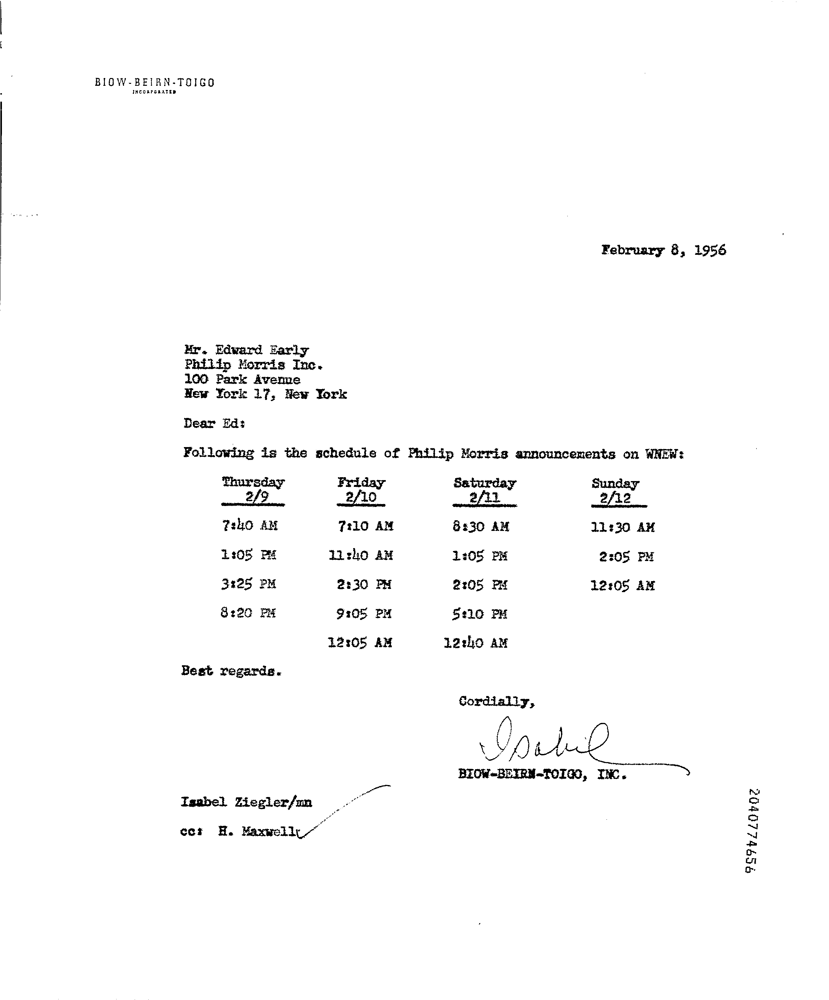 BIOW-BEIRN-TOIGO
INCORPORATED
February 8, 1956
Mr. Edward Early
Philip Morris Inc.
100 Park Avenue
New York 17, New York
Dear Ed:
Following is the schedule of Philip Morris announcements on WNEW:
Thursday Friday Saturday Sunday
2/9 2/10 2/11 2/12
7:40 AM 7:10 AM 8:30 AM 11:30 AM
1:05 PM 11:40 AM 1:05 PM 2:05 PM
3:25 PM 2:30 PM 2:05 PM 12:05 AM
8:20 PM 9:05 PM 5:10 PM
12:05 AM 12:40 AM
Best regards.
Cordially,
Isabel
BIOW-BEIRN-TOIGO, INC.
Isabel Ziegler/mn
cc: H. Maxwell
2040774656